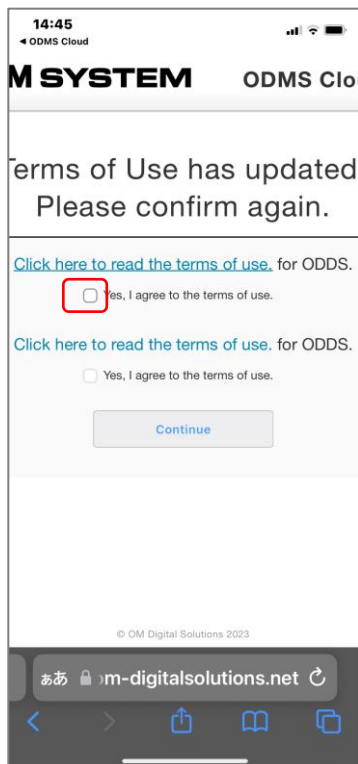 14:45
◄ ODMS Cloud
M SYSTEM ODMS Clo
Terms of Use has updated
Please confirm again.
Click here to read the terms of use. for ODDS.
Yes, I agree to the terms of use.
Click here to read the terms of use. for ODDS.
Yes, I agree to the terms of use.
Continue
© OM Digital Solutions 2023
ああ m-digitalsolutions.net